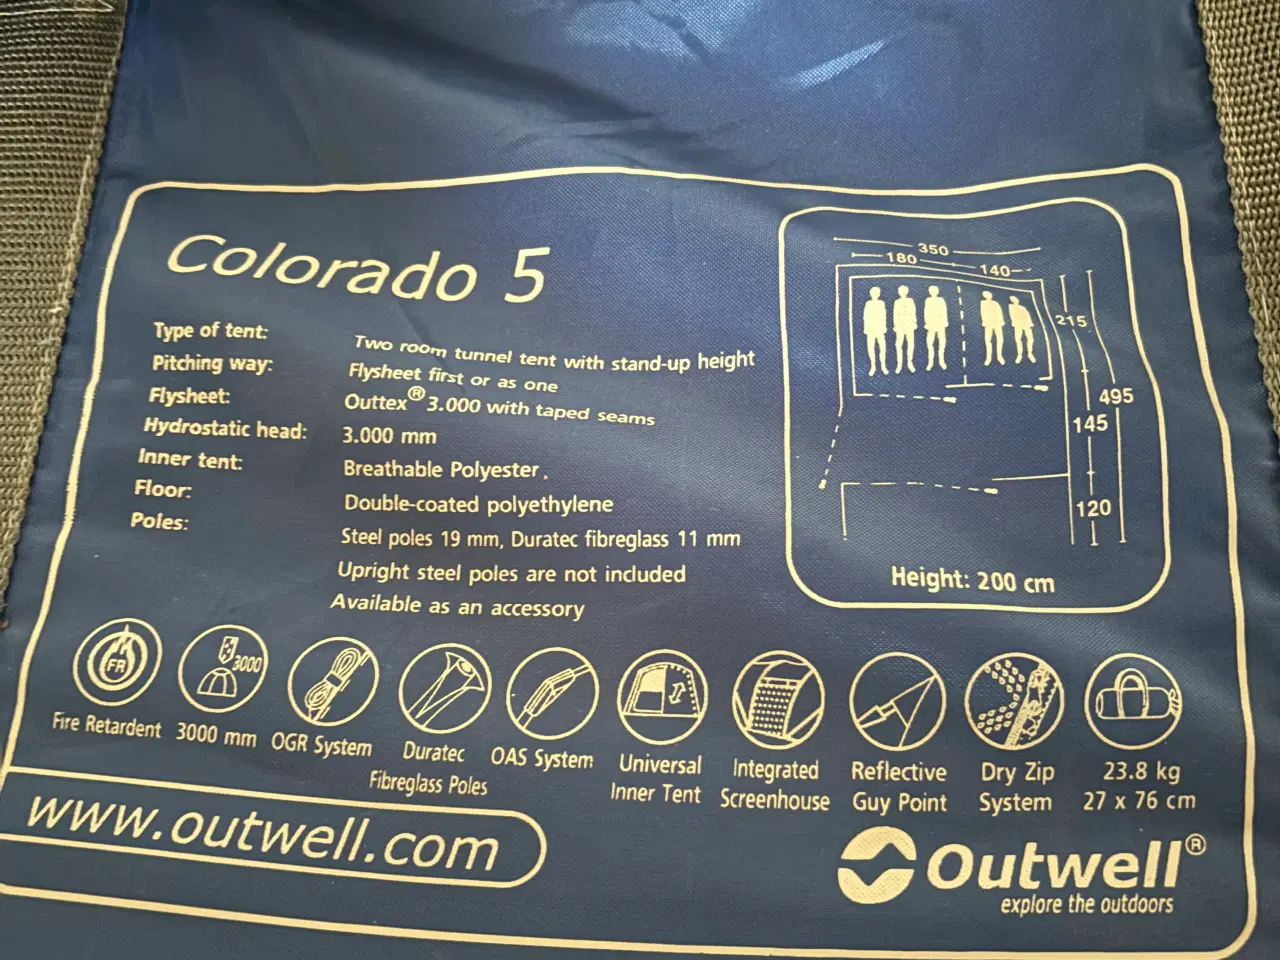 Colorado 5
Type of tent: Two room tunnel tent with stand-up height
Pitching way: Flysheet first or as one
Flysheet: Outtex® 3.000 with taped seams
Hydrostatic head: 3.000 mm
Inner tent: Breathable Polyester.
Floor: Double-coated polyethylene
Poles: Steel poles 19 mm, Duratec fibreglass 11 mm
Upright steel poles are not included
Available as an accessory
350
180 140
215
495
145
120
Height: 200 cm
FR
3000
Fire Retardent
3000 mm
OGR System
Duratec
Fibreglass Poles
OAS System
Universal
Inner Tent
Integrated
Screenhouse
Reflective
Guy Point
Dry Zip
System
23.8 kg
27 x 76 cm
www.outwell.com
Outwell®
explore the outdoors